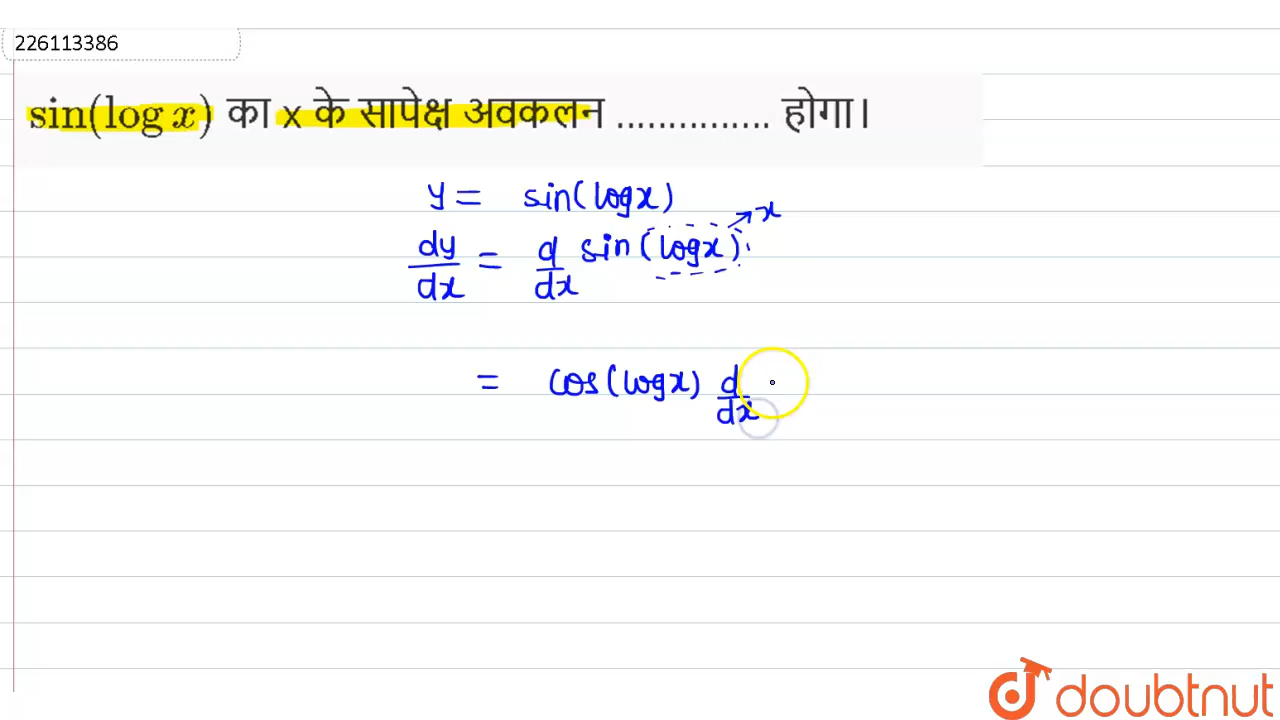 226113386
sin(log x) का x के सापेक्ष अवकलन ............... होगा।
y = sin(logx)
dy/dx = d/dx sin(logx) → x
= cos(logx) d/dx
doubtnut